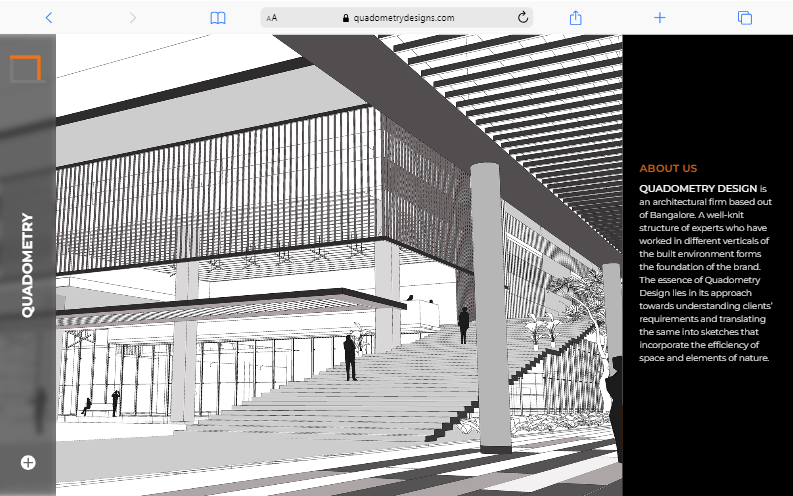 AA
quadometrydesigns.com
QUADOMETRY
ABOUT US
QUADOMETRY DESIGN is
an architectural firm based out
of Bangalore. A well-knit
structure of experts who have
worked in different verticals of
the built environment forms
the foundation of the brand.
The essence of Quadometry
Design lies in its approach
towards understanding clients'
requirements and translating
the same into sketches that
incorporate the efficiency of
space and elements of nature.